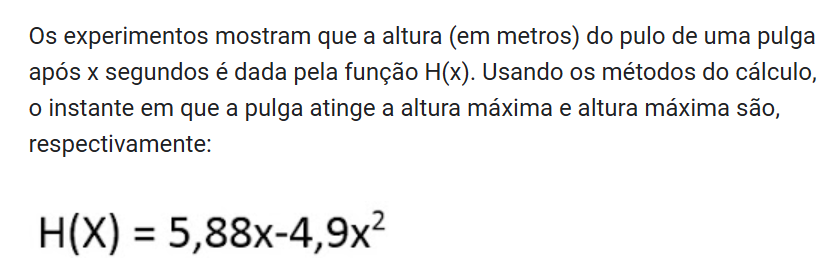 Os experimentos mostram que a altura (em metros) do pulo de uma pulga
após x segundos é dada pela função H(x). Usando os métodos do cálculo,
o instante em que a pulga atinge a altura máxima e altura máxima são,
respectivamente:
H(X) = 5,88x-4,9x²